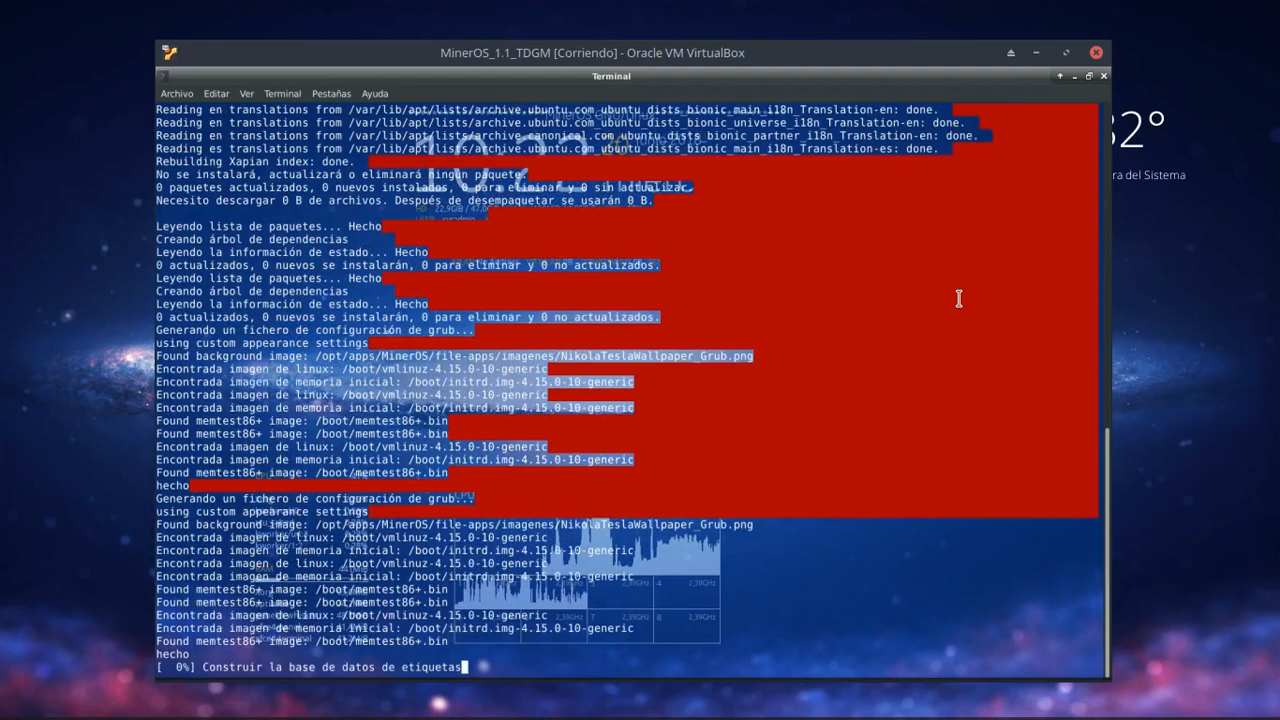 MinerOS_1.1_TDGM [Corriendo] - Oracle VM VirtualBox
Terminal
Archivo Editar Ver Terminal Pestañas Ayuda
Reading en translations from /var/lib/apt/lists/archive.ubuntu.com_ubuntu_dists_bionic_main_i18n_Translation-en: done.
Reading en translations from /var/lib/apt/lists/archive.ubuntu.com_ubuntu_dists_bionic_universe_i18n_Translation-en: done.
Reading en translations from /var/lib/apt/lists/archive.canonical.com_ubuntu_dists_bionic_partner_i18n_Translation-en: done.
Reading es translations from /var/lib/apt/lists/archive.ubuntu.com_ubuntu_dists_bionic_main_i18n_Translation-es: done.
Rebuilding Xapian index: done.
No se instalará, actualizará o eliminará ningún paquete.
0 paquetes actualizados, 0 nuevos instalados, 0 para eliminar y 0 sin actualizar.
Necesito descargar 0 B de archivos. Después de desempaquetar se usarán 0 B.
Leyendo lista de paquetes... Hecho
Creando árbol de dependencias
Leyendo la información de estado... Hecho
0 actualizados, 0 nuevos se instalarán, 0 para eliminar y 0 no actualizados.
Leyendo lista de paquetes... Hecho
Creando árbol de dependencias
Leyendo la información de estado... Hecho
0 actualizados, 0 nuevos se instalarán, 0 para eliminar y 0 no actualizados.
Generando un fichero de configuración de grub...
using custom appearance settings
Found background image: /opt/apps/MinerOS/file-apps/imagenes/NikolaTeslaWallpaper_Grub.png
Encontrada imagen de linux: /boot/vmlinuz-4.15.0-10-generic
Encontrada imagen de memoria inicial: /boot/initrd.img-4.15.0-10-generic
Encontrada imagen de linux: /boot/vmlinuz-4.15.0-10-generic
Encontrada imagen de memoria inicial: /boot/initrd.img-4.15.0-10-generic
Found memtest86+ image: /boot/memtest86+.bin
Found memtest86+ image: /boot/memtest86+.bin
Encontrada imagen de linux: /boot/vmlinuz-4.15.0-10-generic
Encontrada imagen de memoria inicial: /boot/initrd.img-4.15.0-10-generic
Found memtest86+ image: /boot/memtest86+.bin
hecho
Generando un fichero de configuración de grub...
using custom appearance settings
Found background image: /opt/apps/MinerOS/file-apps/imagenes/NikolaTeslaWallpaper_Grub.png
Encontrada imagen de linux: /boot/vmlinuz-4.15.0-10-generic
Encontrada imagen de memoria inicial: /boot/initrd.img-4.15.0-10-generic
Encontrada imagen de linux: /boot/vmlinuz-4.15.0-10-generic
Encontrada imagen de memoria inicial: /boot/initrd.img-4.15.0-10-generic
Found memtest86+ image: /boot/memtest86+.bin
Found memtest86+ image: /boot/memtest86+.bin
Encontrada imagen de linux: /boot/vmlinuz-4.15.0-10-generic
Encontrada imagen de memoria inicial: /boot/initrd.img-4.15.0-10-generic
Found memtest86+ image: /boot/memtest86+.bin
hecho
[  0%] Construir la base de datos de etiquetas
2,39GHz 4 2,39GHz
2,39GHz 7 2,39GHz 8 2,39GHz
32°
ra del Sistema